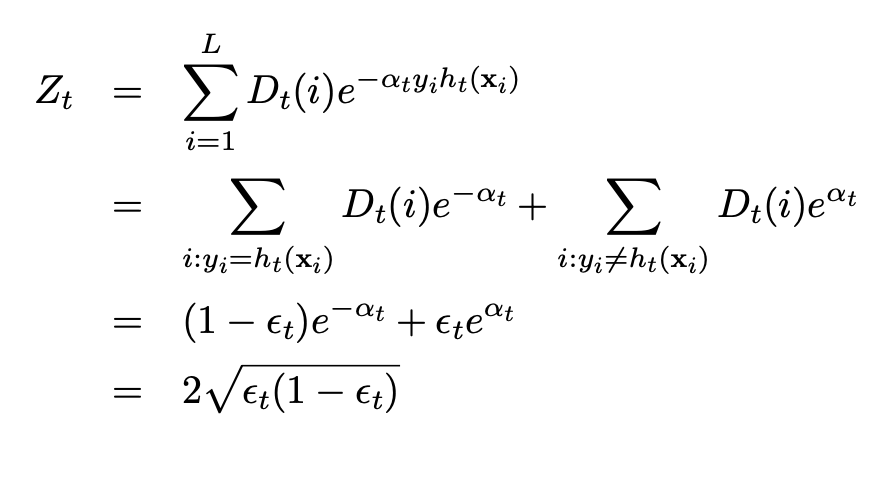 Z_t = \sum_{i=1}^{L} D_t(i) e^{-\alpha_t y_i h_t(\mathbf{x}_i)}
= \sum_{i:y_i=h_t(\mathbf{x}_i)} D_t(i) e^{-\alpha_t} + \sum_{i:y_i \neq h_t(\mathbf{x}_i)} D_t(i) e^{\alpha_t}
= (1 - \epsilon_t) e^{-\alpha_t} + \epsilon_t e^{\alpha_t}
= 2\sqrt{\epsilon_t(1 - \epsilon_t)}